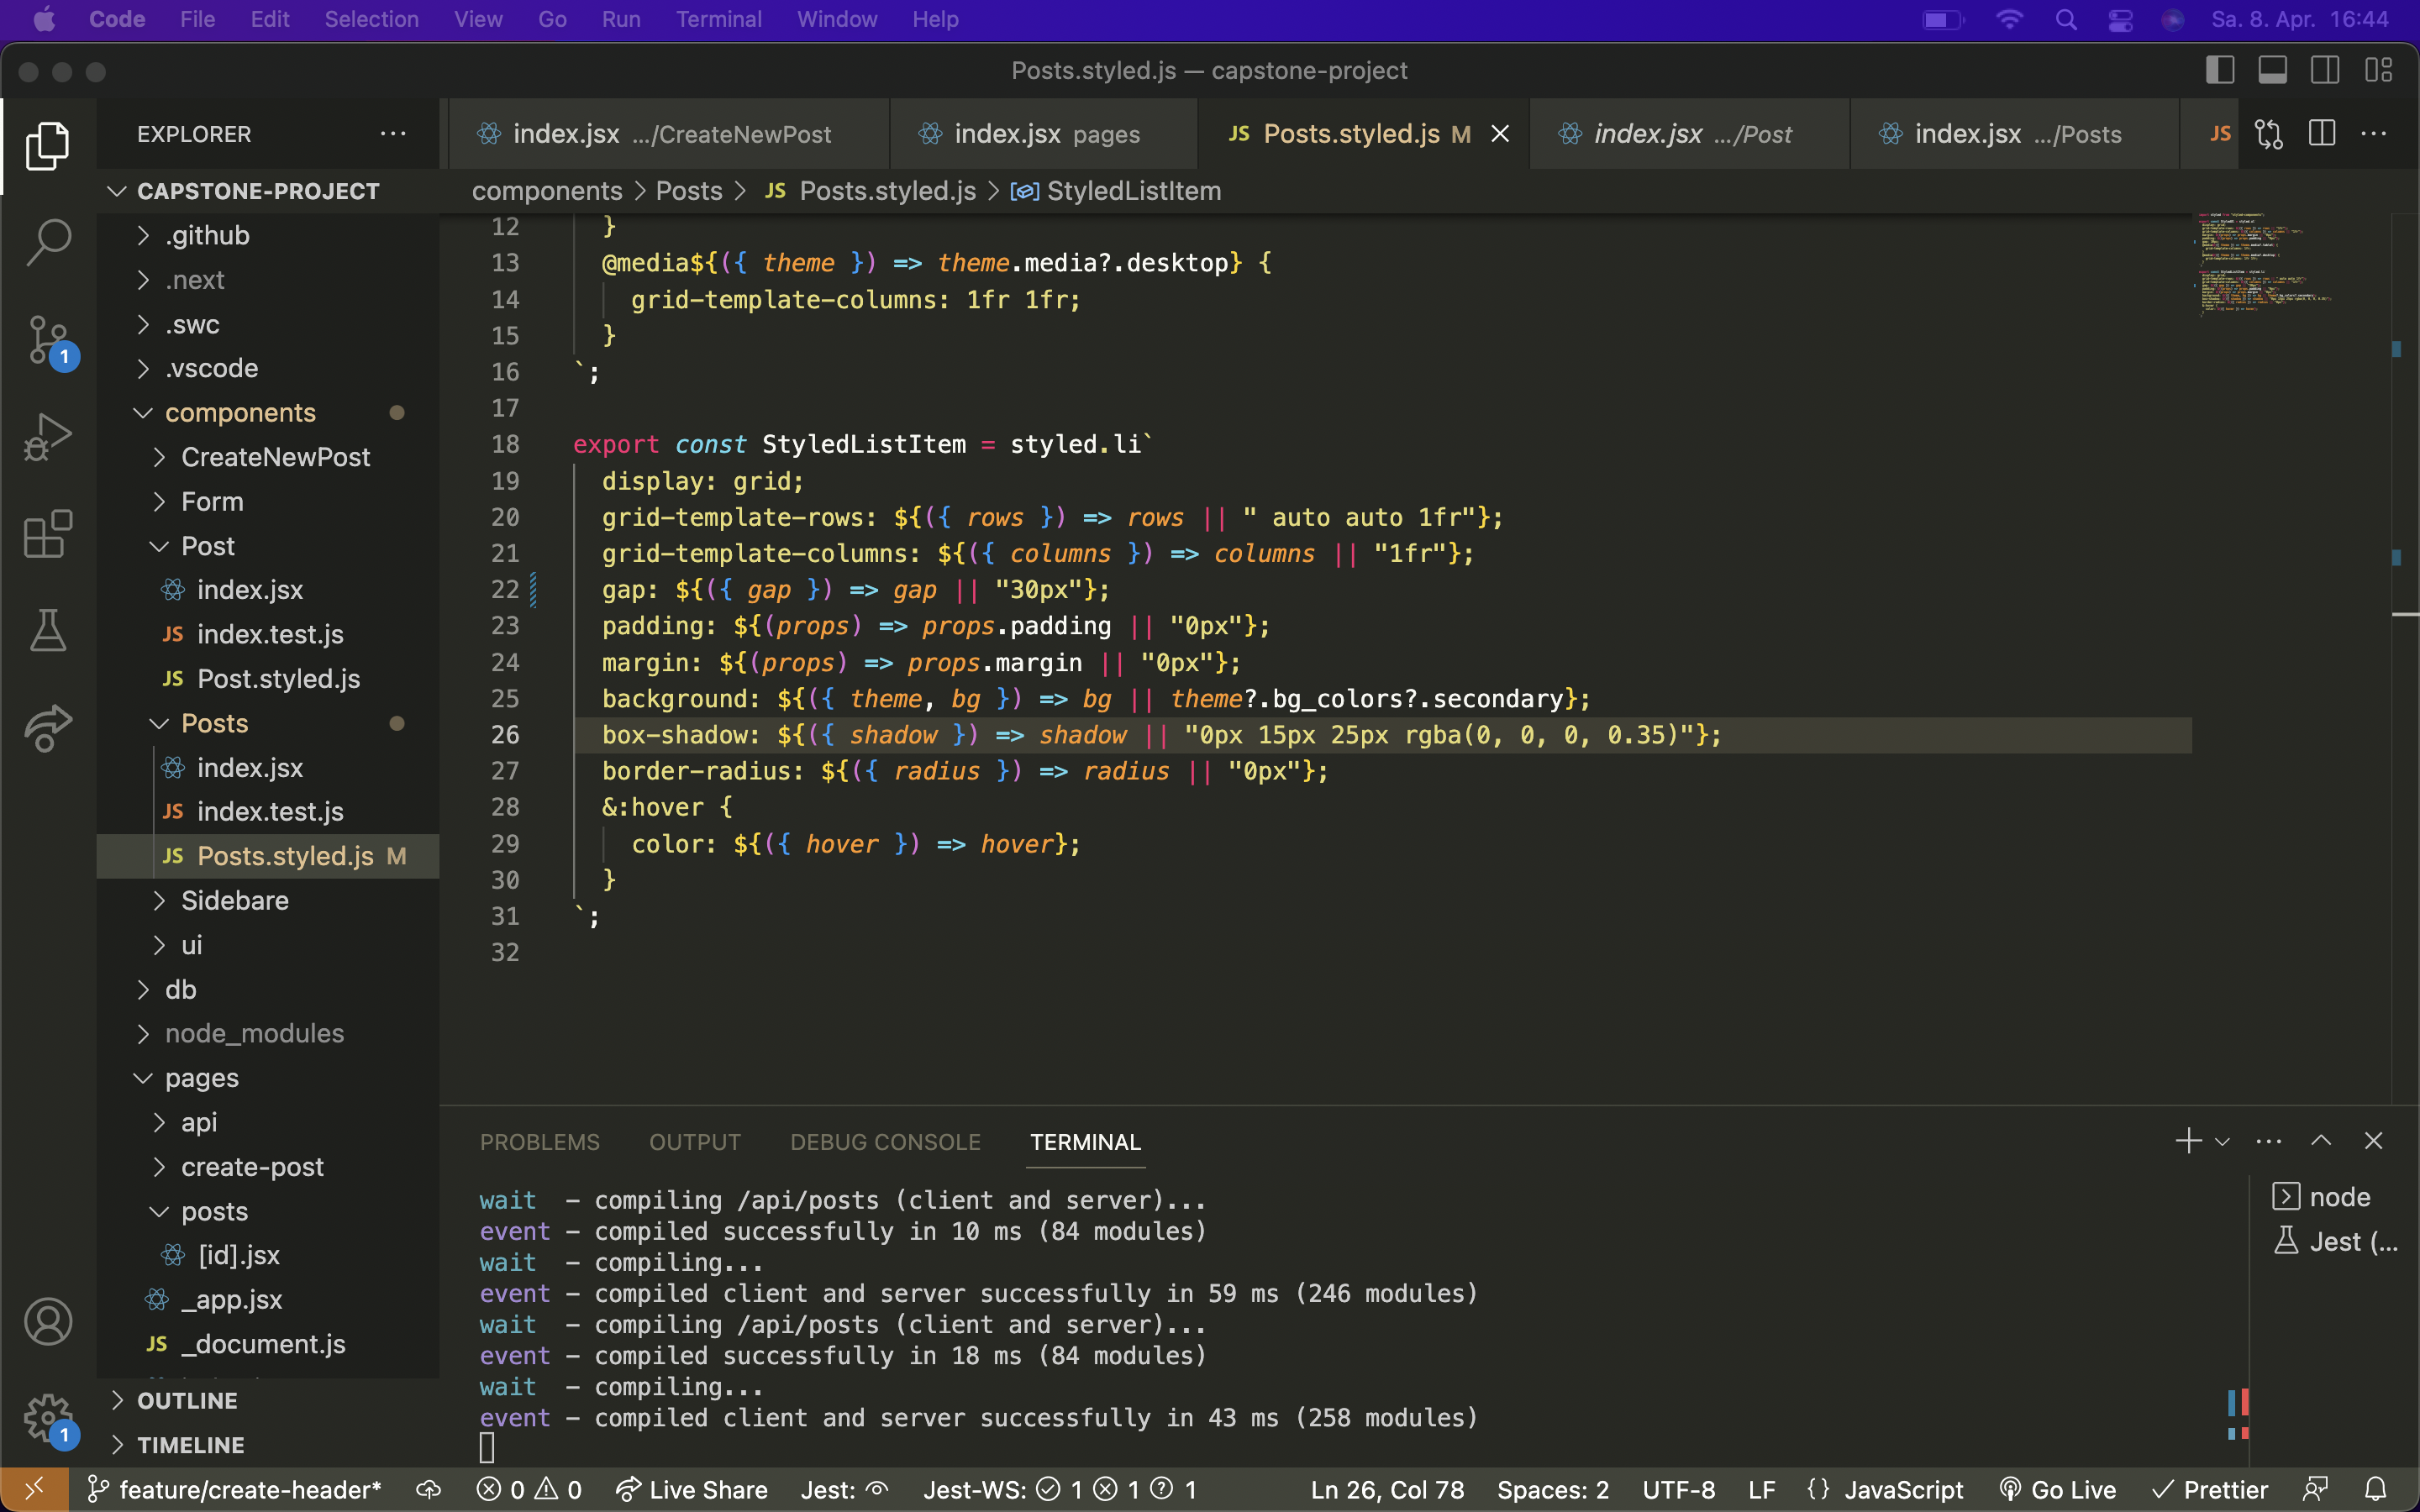 Code File Edit Selection View Go Run Terminal Window Help Sa. 8. Apr. 16:44
Posts.styled.js — capstone-project
EXPLORER
index.jsx .../CreateNewPost
index.jsx pages
JS Posts.styled.js M
index.jsx .../Post
index.jsx .../Posts
JS
CAPSTONE-PROJECT
.github
.next
.swc
.vscode
components
CreateNewPost
Form
Post
index.jsx
JS index.test.js
JS Post.styled.js
Posts
index.jsx
JS index.test.js
JS Posts.styled.js M
Sidebare
ui
db
node_modules
pages
api
create-post
posts
[id].jsx
_app.jsx
JS _document.js
OUTLINE
TIMELINE
1
1
components > Posts > JS Posts.styled.js > StyledListItem
12 }
13 @media${({ theme }) => theme.media?.desktop} {
14 grid-template-columns: 1fr 1fr;
15 }
16 `;
17
18 export const StyledListItem = styled.li`
19 display: grid;
20 grid-template-rows: ${({ rows }) => rows || " auto auto 1fr"};
21 grid-template-columns: ${({ columns }) => columns || "1fr"};
22 gap: ${({ gap }) => gap || "30px"};
23 padding: ${(props) => props.padding || "0px"};
24 margin: ${(props) => props.margin || "0px"};
25 background: ${({ theme, bg }) => bg || theme?.bg_colors?.secondary};
26 box-shadow: ${({ shadow }) => shadow || "0px 15px 25px rgba(0, 0, 0, 0.35)"};
27 border-radius: ${({ radius }) => radius || "0px"};
28 &:hover {
29 color: ${({ hover }) => hover};
30 }
31 `;
32
PROBLEMS OUTPUT DEBUG CONSOLE TERMINAL
wait – compiling /api/posts (client and server)...
event – compiled successfully in 10 ms (84 modules)
wait – compiling...
event – compiled client and server successfully in 59 ms (246 modules)
wait – compiling /api/posts (client and server)...
event – compiled successfully in 18 ms (84 modules)
wait – compiling...
event – compiled client and server successfully in 43 ms (258 modules)
node
Jest (...
feature/create-header* 0 0 Live Share Jest: Jest-WS: 1 1 1 Ln 26, Col 78 Spaces: 2 UTF-8 LF {} JavaScript Go Live Prettier